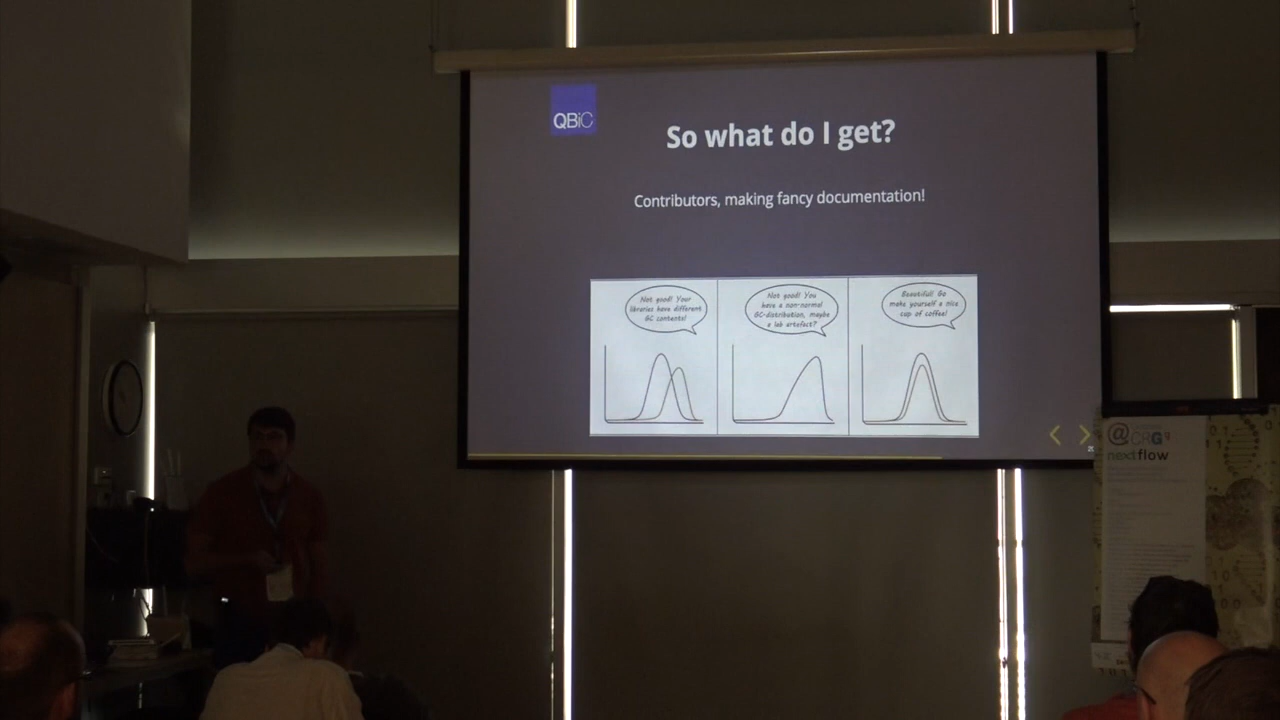 QBiC
So what do I get?
Contributors, making fancy documentation!
Not good! Your
libraries have different
GC contents!
Not good! You
have a non-normal
GC-distribution, maybe
a lab artefact?
Beautiful! Go
make yourself a nice
cup of coffee!
CRG
nextflow